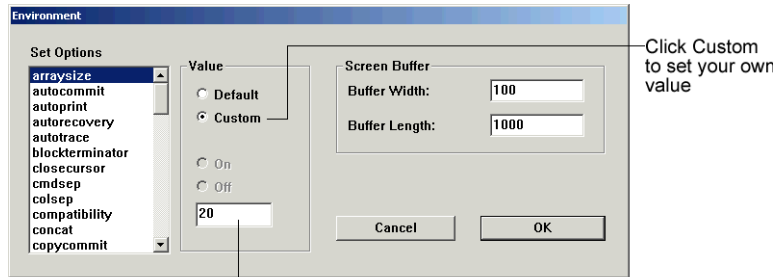 Environment
Set Options
arraysize
autocommit
autoprint
autorecovery
autotrace
blockterminator
closecursor
cmdsep
colsep
compatibility
concat
copycommit
Value
Default
Custom
On
Off
20
Screen Buffer
Buffer Width: 100
Buffer Length: 1000
Cancel
OK
Click Custom
to set your own
value